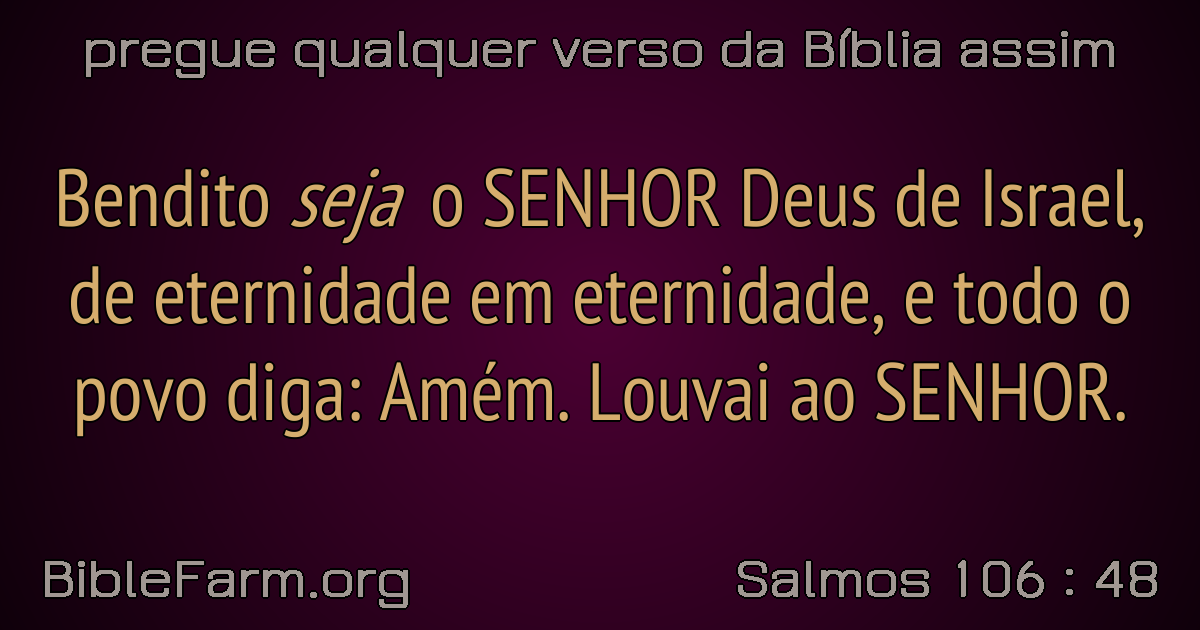 pregue qualquer verso da Bíblia assim
Bendito seja o SENHOR Deus de Israel,
de eternidade em eternidade, e todo o
povo diga: Amém. Louvai ao SENHOR.
BibleFarm.org
Salmos 106 : 48